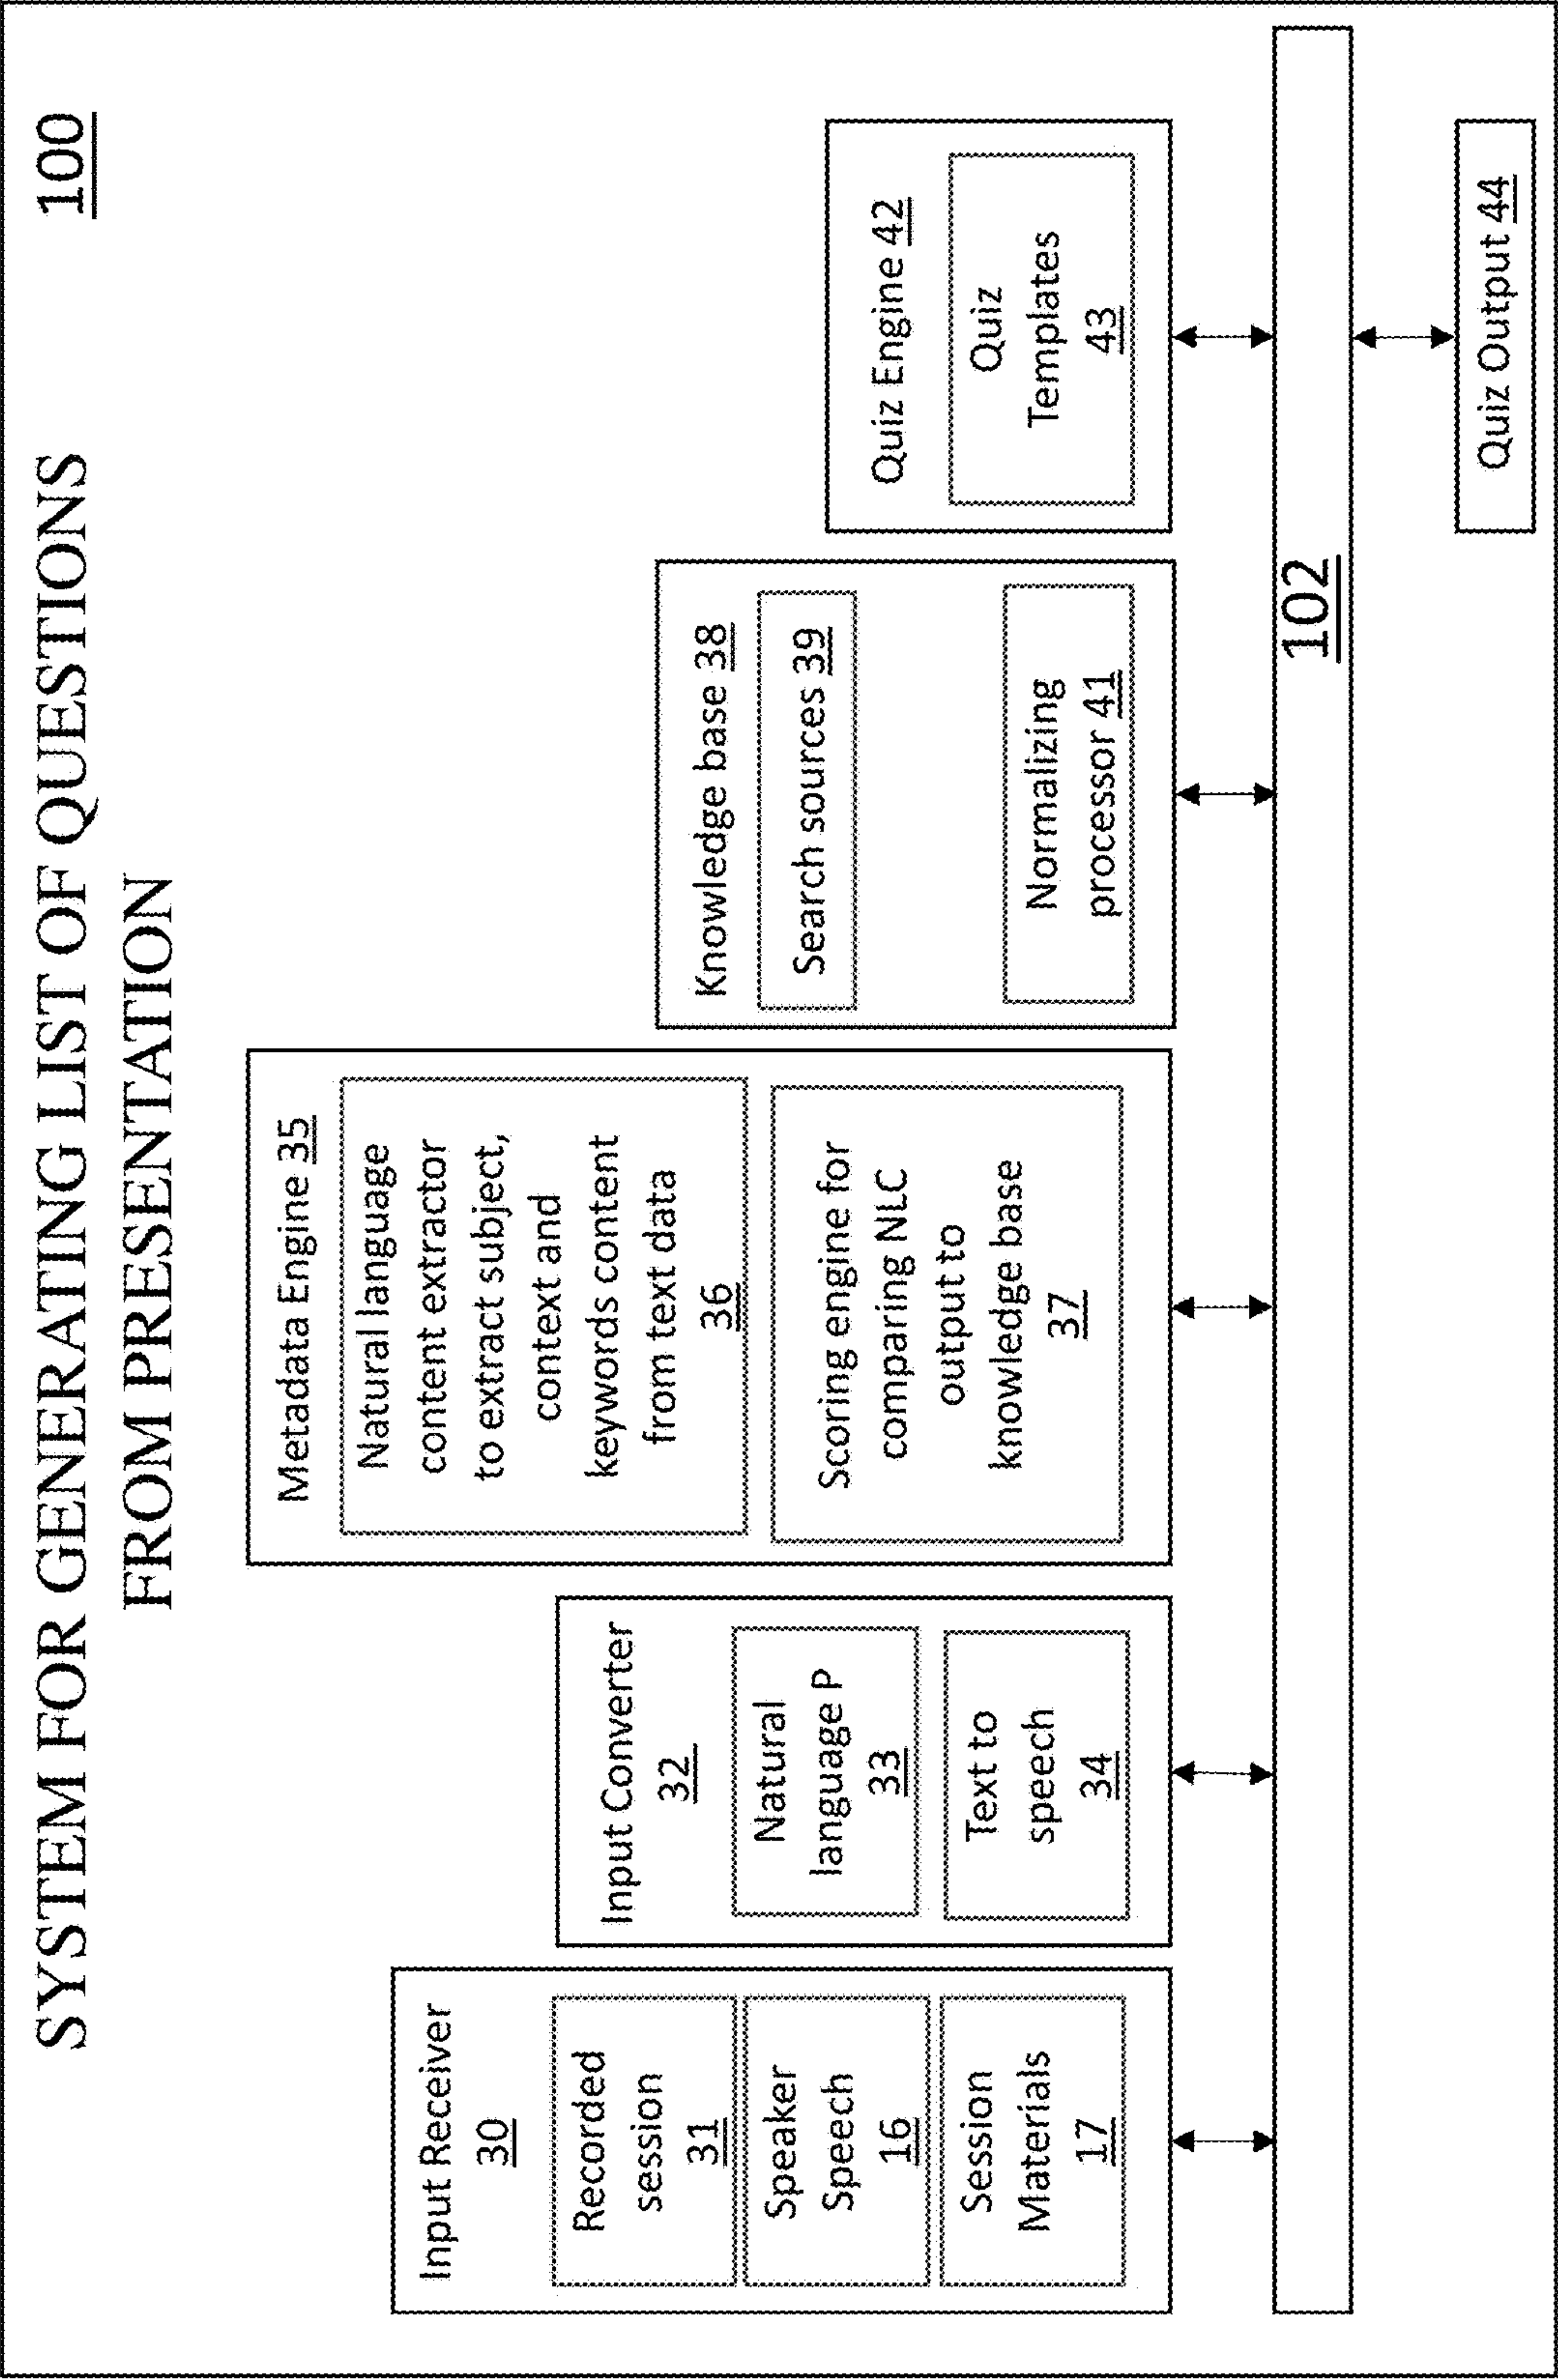 SYSTEM FOR GENERATING LIST OF QUESTIONS
FROM PRESENTATION
100
Input Receiver
30
Recorded
session
31
Speaker
Speech
16
Session
Materials
17
Input Converter
32
Natural
language P
33
Text to
speech
34
Metadata Engine 35
Natural language
content extractor
to extract subject,
context and
keywords content
from text data
36
Scoring engine for
comparing NLC
output to
knowledge base
37
Knowledge base 38
Search sources 39
Normalizing
processor 41
Quiz Engine 42
Quiz
Templates
43
102
Quiz Output 44